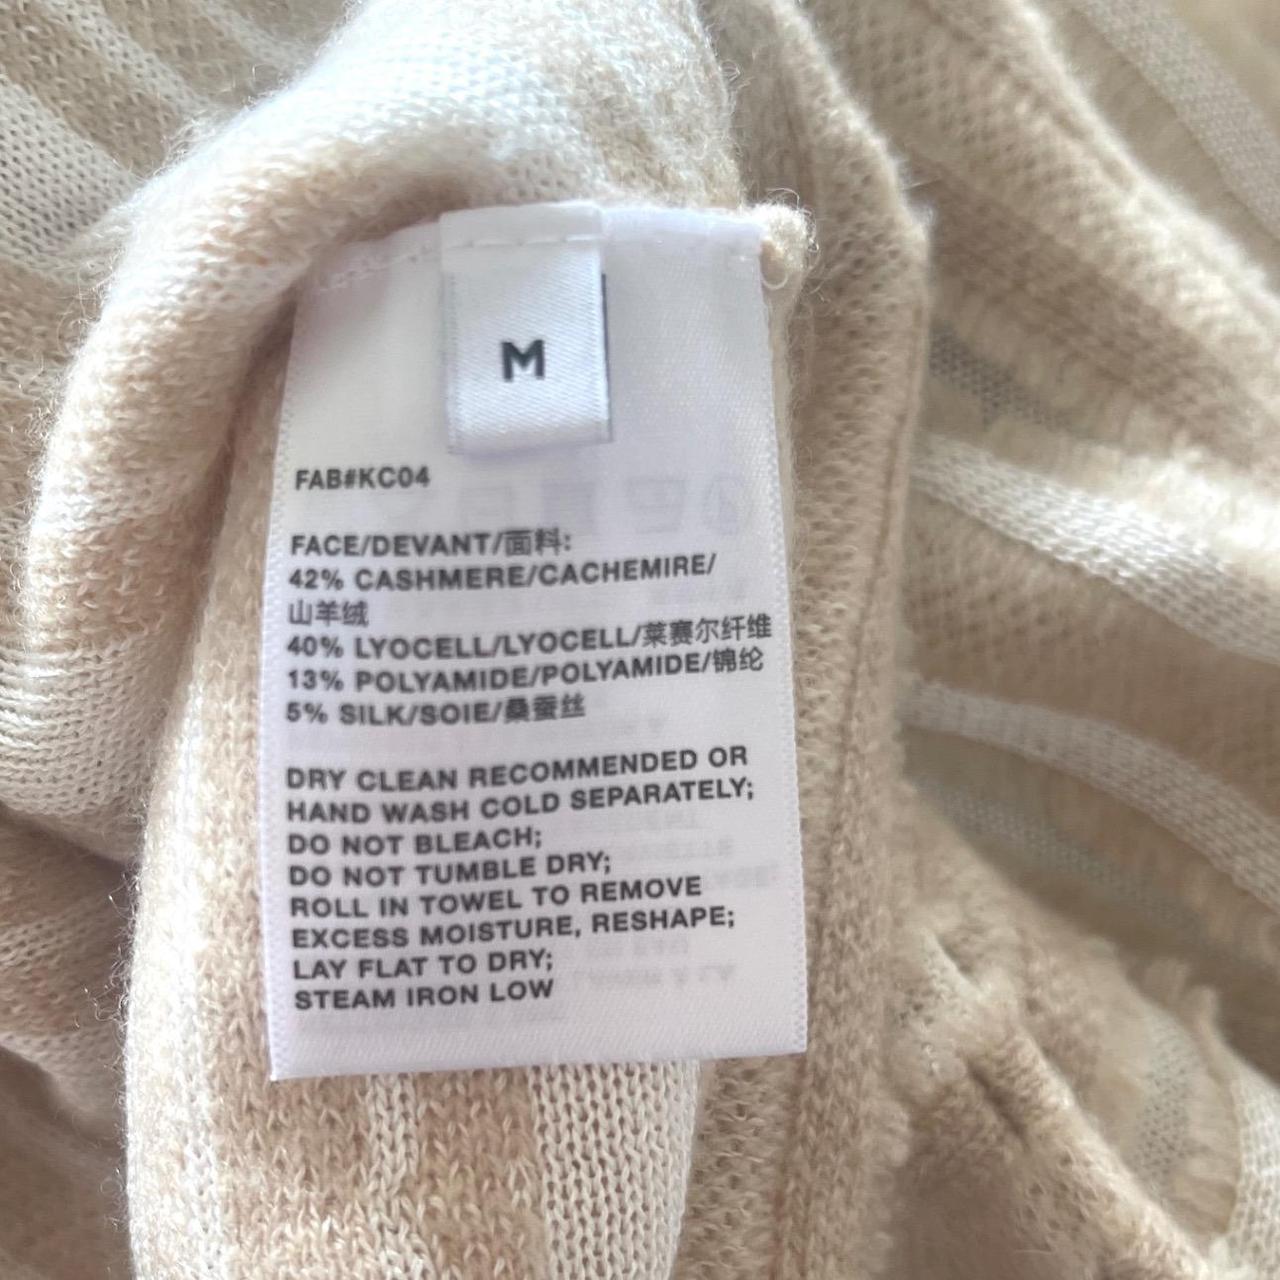 M
FAB#KC04
FACE/DEVANT/面料:
42% CASHMERE/CACHEMIRE/
山羊绒
40% LYOCELL/LYOCELL/莱赛尔纤维
13% POLYAMIDE/POLYAMIDE/锦纶
5% SILK/SOIE/桑蚕丝
DRY CLEAN RECOMMENDED OR
HAND WASH COLD SEPARATELY;
DO NOT BLEACH;
DO NOT TUMBLE DRY;
ROLL IN TOWEL TO REMOVE
EXCESS MOISTURE, RESHAPE;
LAY FLAT TO DRY;
STEAM IRON LOW